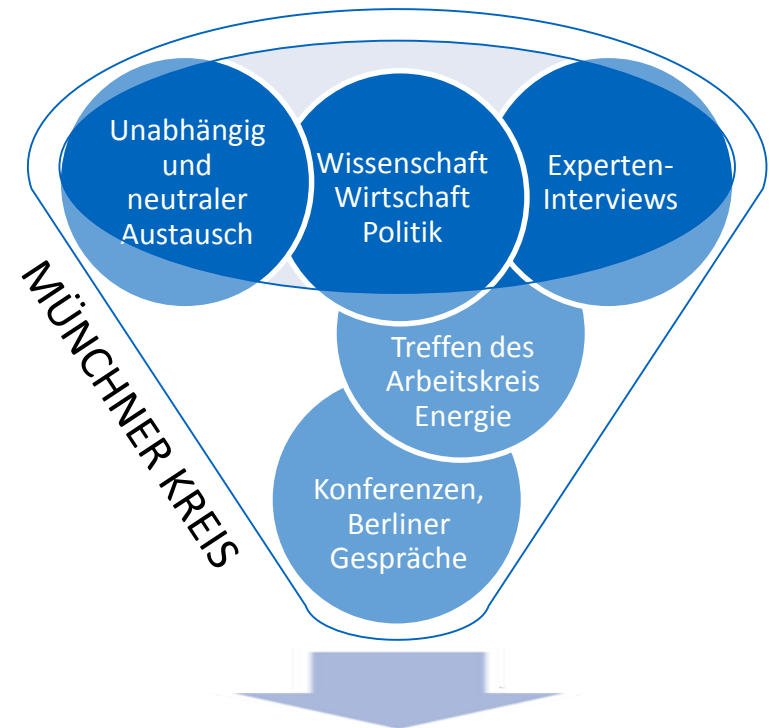 Unabhängig
und
neutraler
Austausch
Wissenschaft
Wirtschaft
Politik
Experten-
Interviews
Treffen des
Arbeitskreis
Energie
Konferenzen,
Berliner
Gespräche
MÜNCHNER KREIS